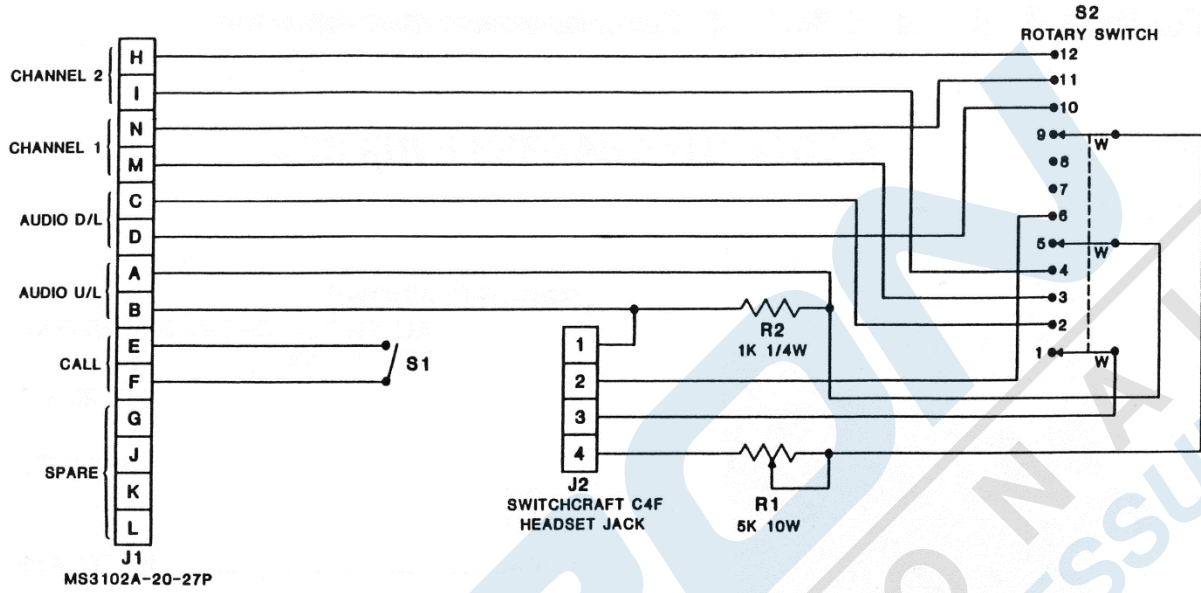 S2
ROTARY SWITCH
CHANNEL 2
H
I
CHANNEL 1
N
M
AUDIO D/L
C
D
AUDIO U/L
A
B
CALL
E
F
SPARE
G
J
K
L
J1
MS3102A-20-27P
S1
1
2
3
4
J2
SWITCHCRAFT C4F
HEADSET JACK
R2
1K 1/4W
R1
5K 10W
12
11
10
9
W
8
7
6
5
W
4
3
2
1
W